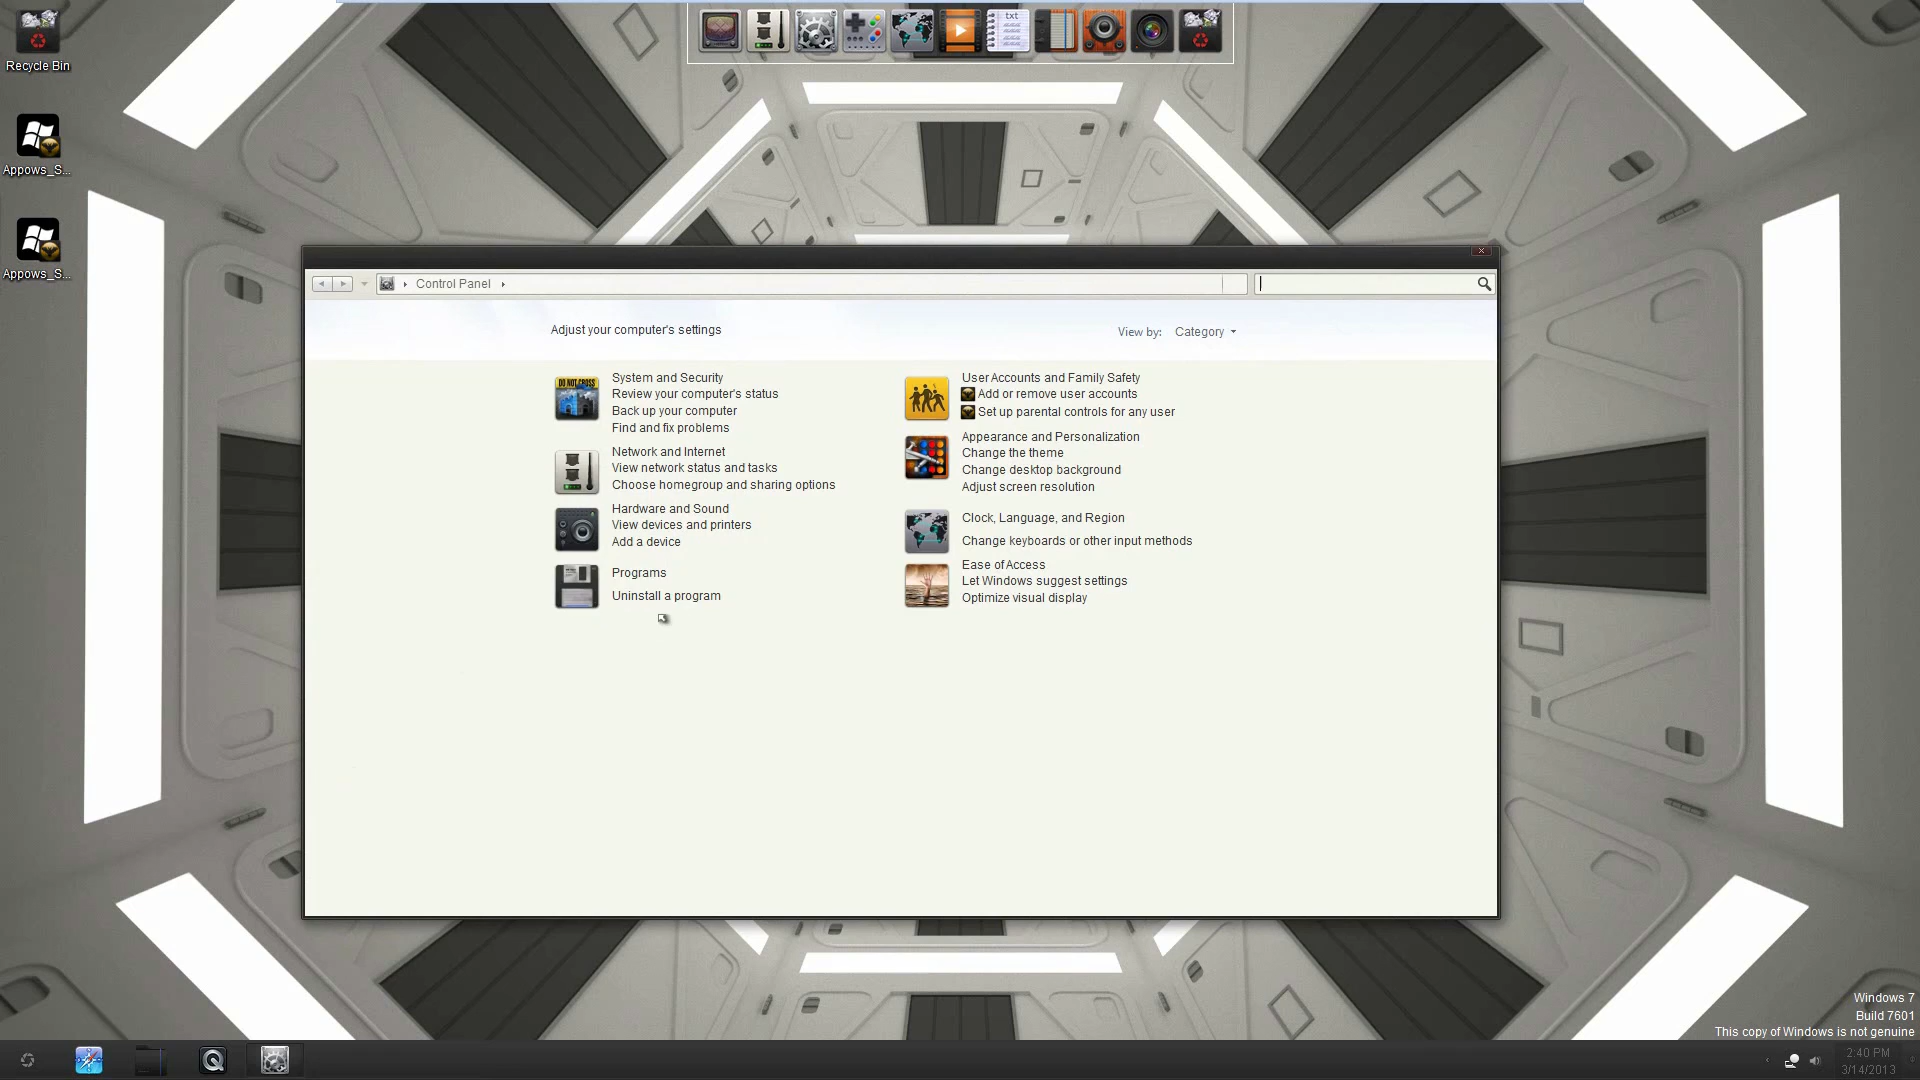 Recycle Bin
Appows_S...
Appows_S...
txt
Control Panel
Adjust your computer's settings
View by: Category
DO NOT CROSS
System and Security
Review your computer's status
Back up your computer
Find and fix problems
Network and Internet
View network status and tasks
Choose homegroup and sharing options
Hardware and Sound
View devices and printers
Add a device
Programs
Uninstall a program
User Accounts and Family Safety
Add or remove user accounts
Set up parental controls for any user
Appearance and Personalization
Change the theme
Change desktop background
Adjust screen resolution
Clock, Language, and Region
Change keyboards or other input methods
Ease of Access
Let Windows suggest settings
Optimize visual display
Windows 7
Build 7601
This copy of Windows is not genuine
2:40 PM
3/14/2013